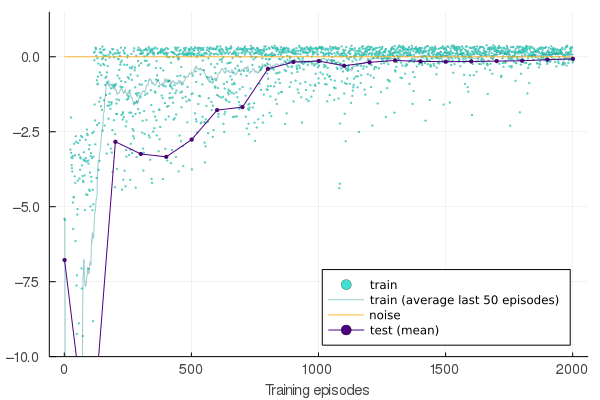 0.0
−2.5
−5.0
−7.5
−10.0
0
500
1000
1500
2000
Training episodes
train
train (average last 50 episodes)
noise
test (mean)